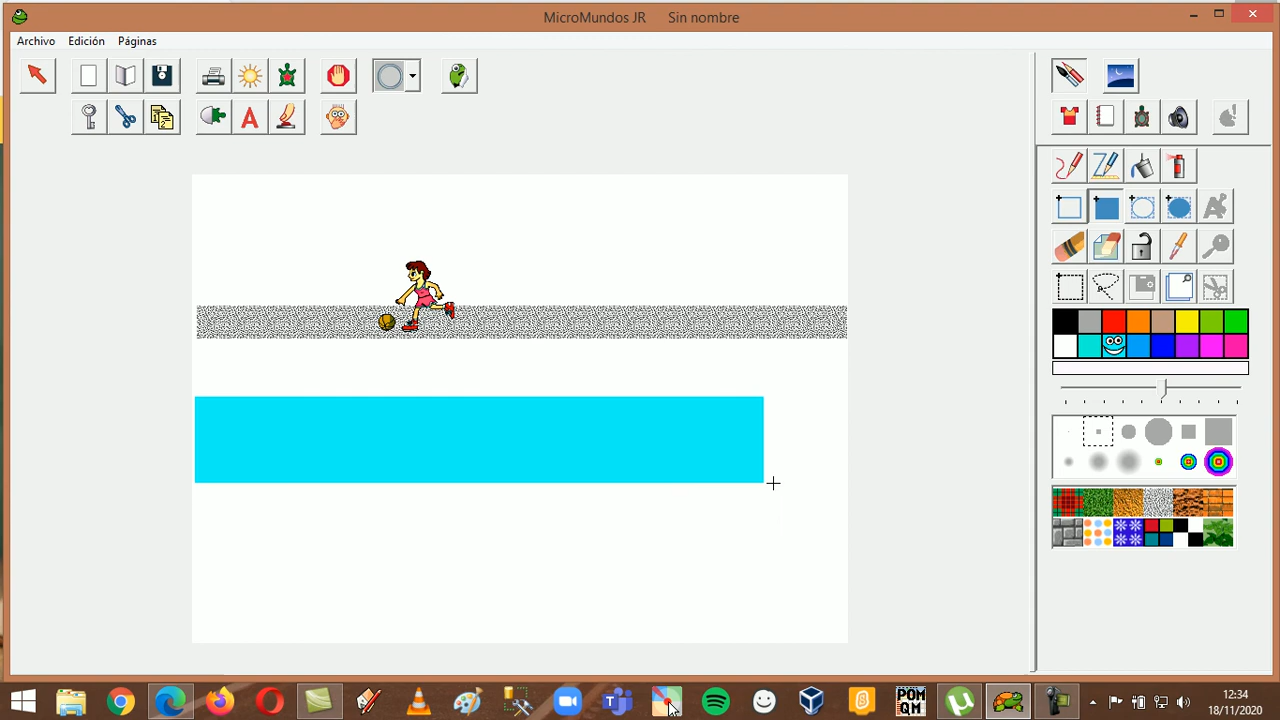 MicroMundos JR Sin nombre
Archivo Edición Páginas
A
A
POM
QM
12:34
18/11/2020